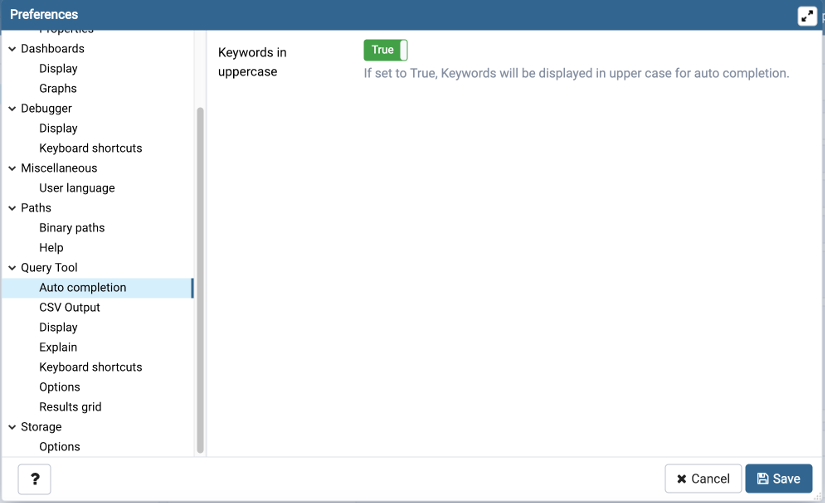 Preferences
Properties
Dashboards
Display
Graphs
Debugger
Display
Keyboard shortcuts
Miscellaneous
User language
Paths
Binary paths
Help
Query Tool
Auto completion
CSV Output
Display
Explain
Keyboard shortcuts
Options
Results grid
Storage
Options
Keywords in
uppercase
True
If set to True, Keywords will be displayed in upper case for auto completion.
?
Cancel
Save